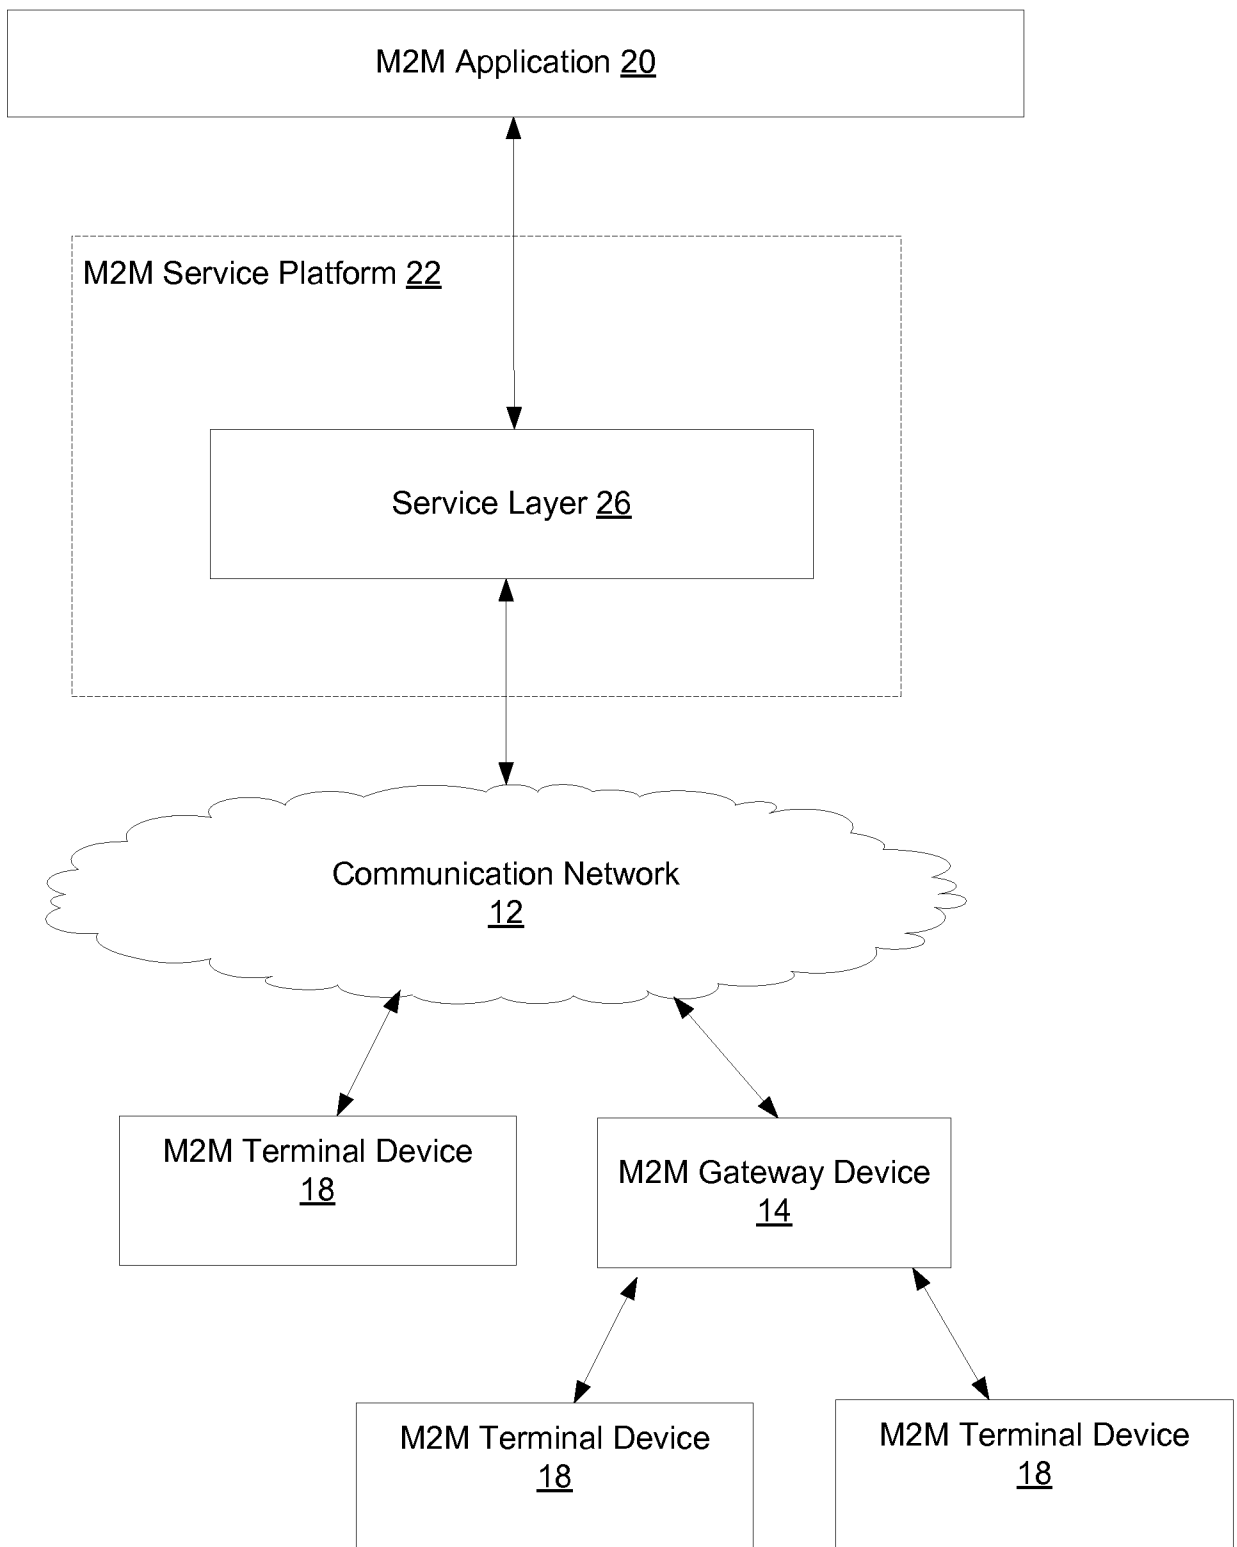 M2M Application 20
M2M Service Platform 22
Service Layer 26
Communication Network
12
M2M Terminal Device
18
M2M Gateway Device
14
M2M Terminal Device
18
M2M Terminal Device
18